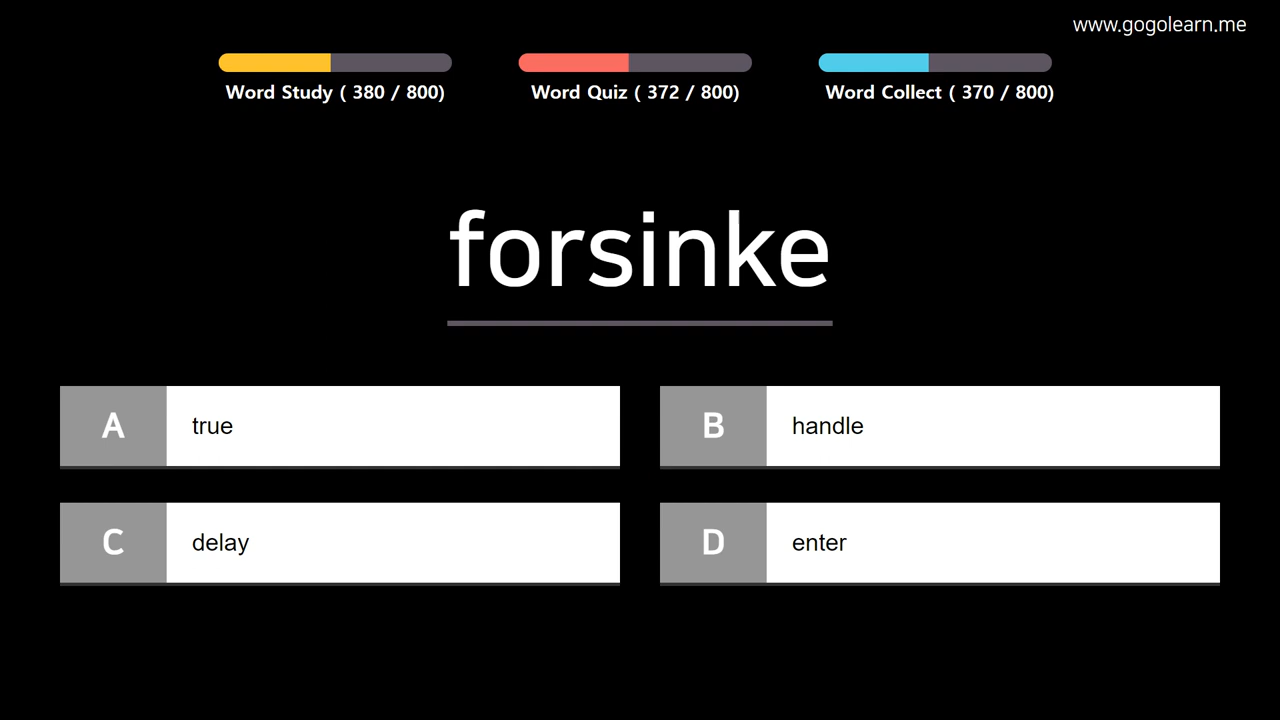 www.gogolearn.me
Word Study ( 380 / 800)
Word Quiz ( 372 / 800)
Word Collect ( 370 / 800)
forsinke
A true
B handle
C delay
D enter